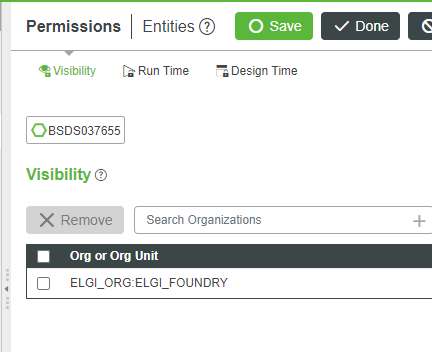 Permissions Entities ? Save Done
Visibility Run Time Design Time
BSDS037655
Visibility ?
Remove Search Organizations +
Org or Org Unit
ELGI_ORG:ELGI_FOUNDRY